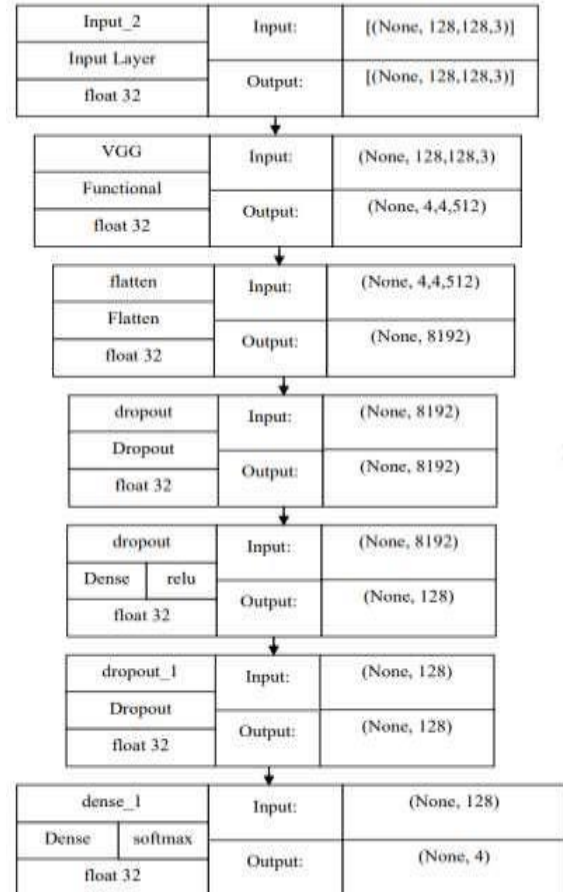 Input_2 Input: [(None, 128,128,3)]
Input Layer
float 32 Output: [(None, 128,128,3)]
VGG Input: (None, 128,128,3)
Functional
float 32 Output: (None, 4,4,512)
flatten Input: (None, 4,4,512)
Flatten
float 32 Output: (None, 8192)
dropout Input: (None, 8192)
Dropout
float 32 Output: (None, 8192)
dropout Input: (None, 8192)
Dense relu
float 32 Output: (None, 128)
dropout_1 Input: (None, 128)
Dropout
float 32 Output: (None, 128)
dense_1 Input: (None, 128)
Dense softmax
float 32 Output: (None, 4)